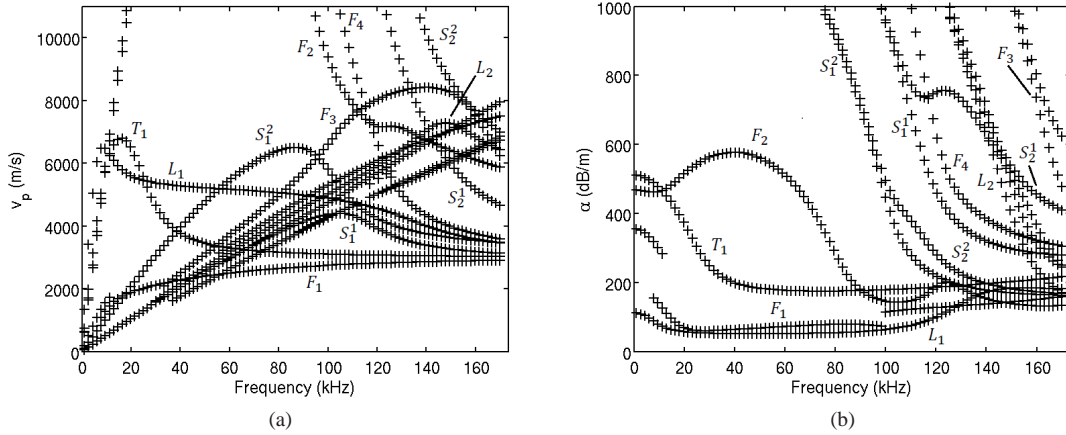 10000
8000
6000
4000
2000
0
v_p (m/s)
0 20 40 60 80 100 120 140 160
Frequency (kHz)
T_1
L_1
S_1^2
F_2
F_4
S_2^2
L_2
F_3
S_2^1
S_1^1
F_1
(a)
1000
800
600
400
200
0
α (dB/m)
0 20 40 60 80 100 120 140 160
Frequency (kHz)
S_1^2
F_3
S_1^1
F_2
F_4
S_2^1
L_2
T_1
S_2^2
F_1
L_1
(b)